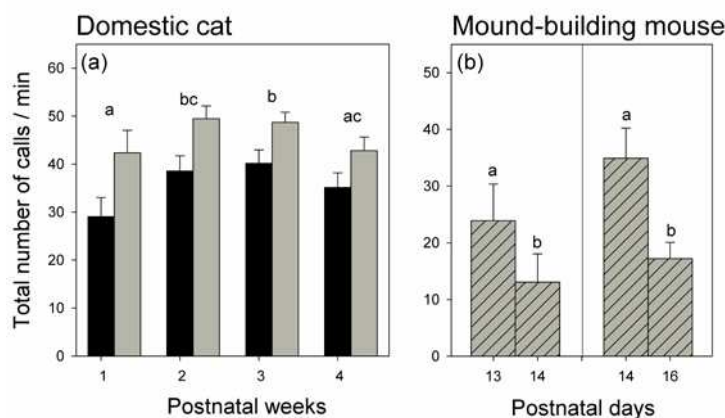 Domestic cat
Mound-building mouse
Total number of calls / min
(a)
60
50
40
30
20
10
0
a
bc
b
ac
1 2 3 4
Postnatal weeks
(b)
50
40
30
20
10
0
a
b
a
b
13 14 14 16
Postnatal days